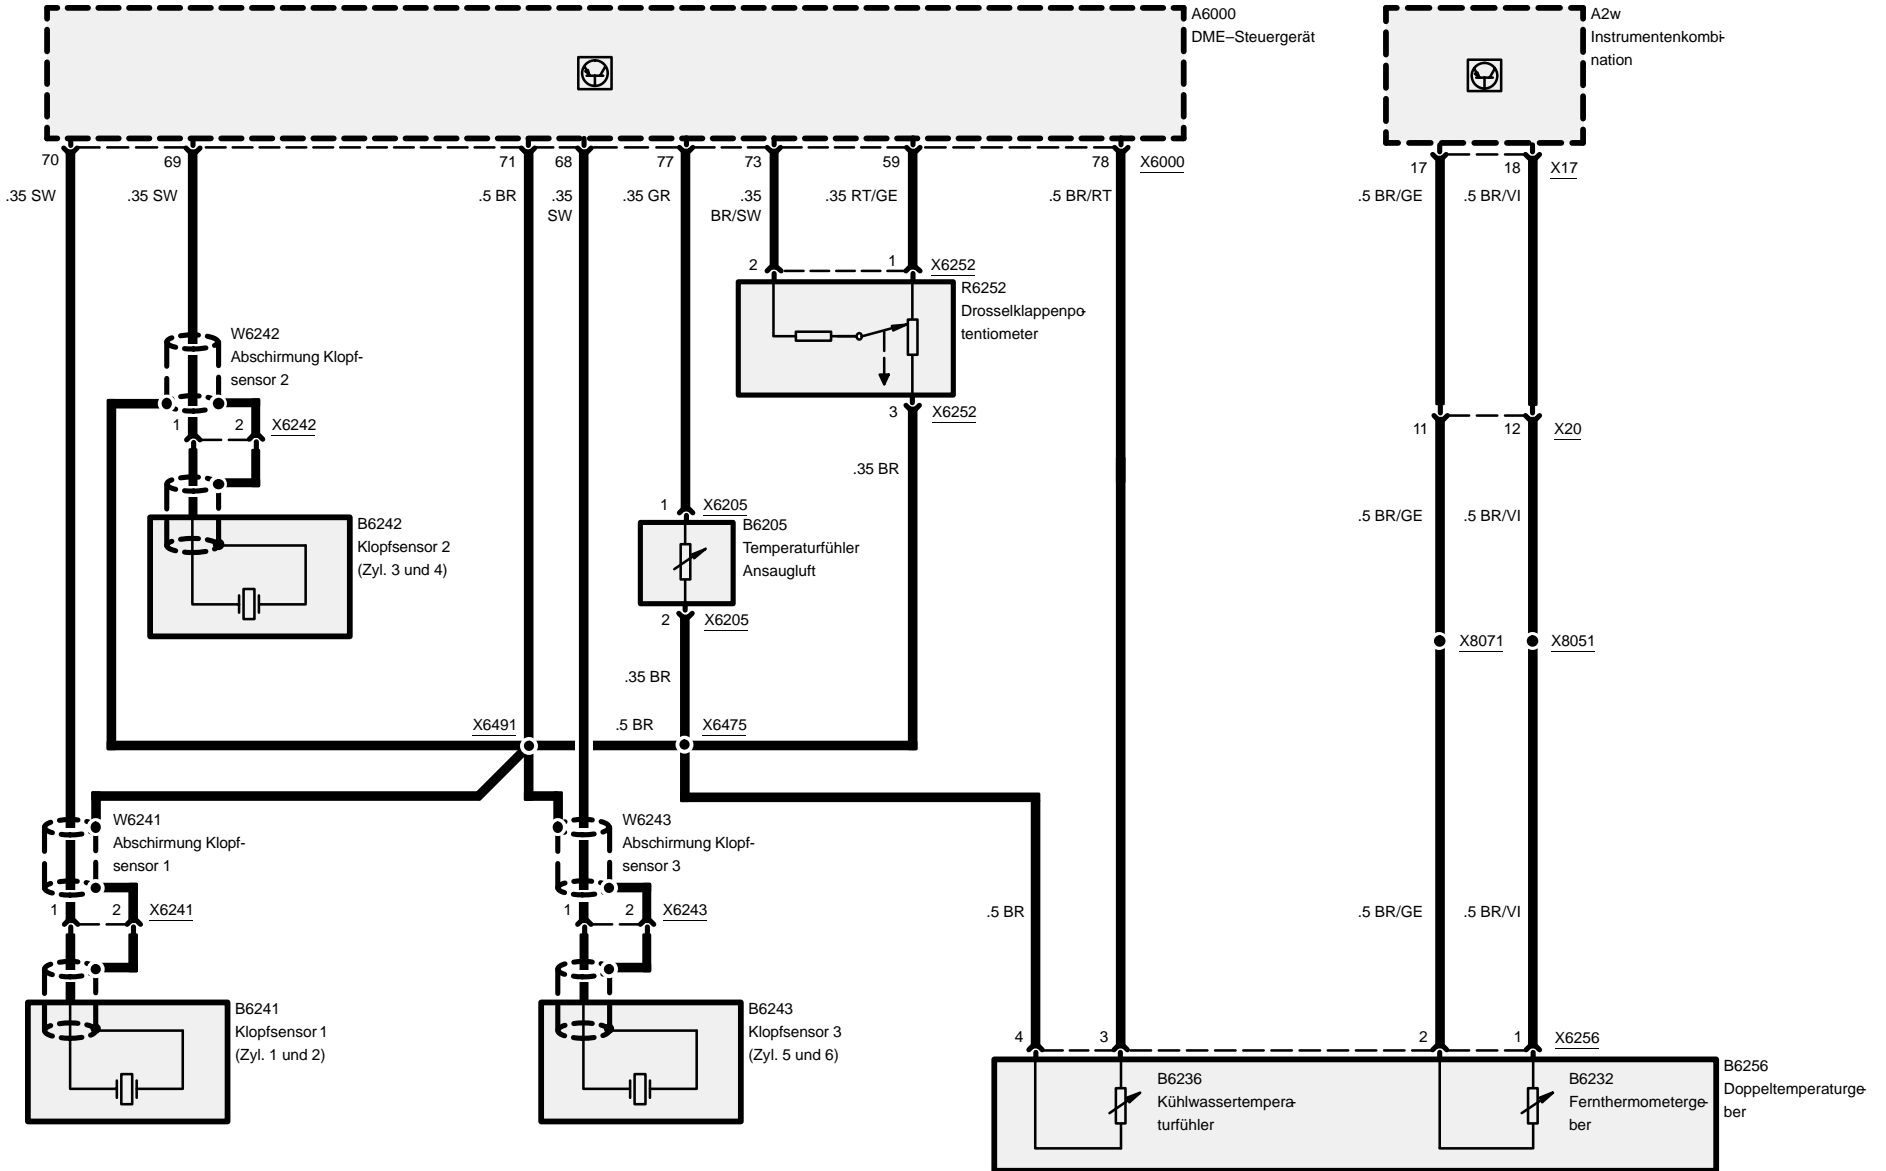 A6000
DME–Steuergerät
A2w
Instrumentenkombi-
nation
70
69
71
68
77
73
59
78
X6000
17
18
X17
.35 SW
.35 SW
.5 BR
.35
SW
.35 GR
.35
BR/SW
.35 RT/GE
.5 BR/RT
.5 BR/GE
.5 BR/VI
2
1
X6252
R6252
Drosselklappenpo-
tentiometer
W6242
Abschirmung Klopf-
sensor 2
3
X6252
1
2
X6242
11
12
X20
.35 BR
1
X6205
B6205
Temperaturfühler
Ansaugluft
.5 BR/GE
.5 BR/VI
B6242
Klopfsensor 2
(Zyl. 3 und 4)
2
X6205
X8071
X8051
.35 BR
X6491
.5 BR
X6475
W6241
Abschirmung Klopf-
sensor 1
W6243
Abschirmung Klopf-
sensor 3
1
2
X6241
1
2
X6243
.5 BR
.5 BR/GE
.5 BR/VI
B6241
Klopfsensor 1
(Zyl. 1 und 2)
B6243
Klopfsensor 3
(Zyl. 5 und 6)
4
3
2
1
X6256
B6256
Doppeltemperaturge-
ber
B6236
Kühlwassertempera-
turfühler
B6232
Fernthermometerge-
ber